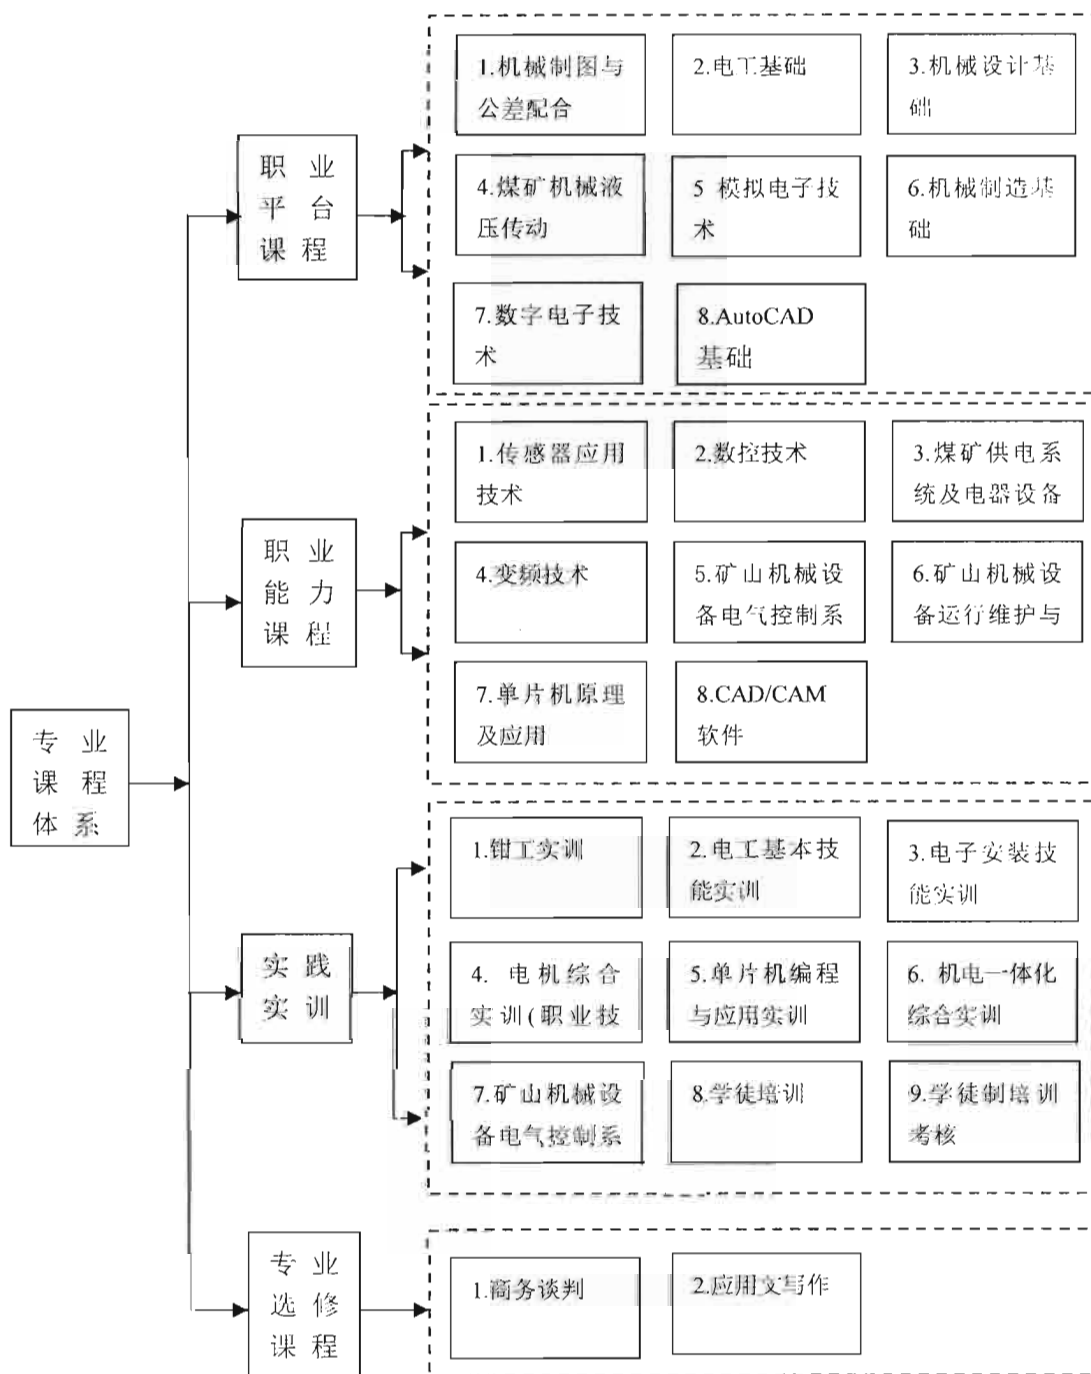 1.机械制图与
公差配合
2.电工基础
3.机械设计基
础
职业
平台
课程
4.煤矿机械液
压传动
5 模拟电子技
术
6.机械制造基
础
7.数字电子技
术
8.AutoCAD
基础
1.传感器应用
技术
2.数控技术
3.煤矿供电系
统及电器设备
职业
能力
课程
4.变频技术
5.矿山机械设
备电气控制系
6.矿山机械设
备运行维护与
7.单片机原理
及应用
8.CAD/CAM
软件
专业
课程
体系
1.钳工实训
2.电工基本技
能实训
3.电子安装技
能实训
实践
实训
4. 电机综合
实训(职业技
5.单片机编程
与应用实训
6. 机电一体化
综合实训
7.矿山机械设
备电气控制系
8.学徒培训
9.学徒制培训
考核
专业
选修
课程
1.商务谈判
2.应用文写作